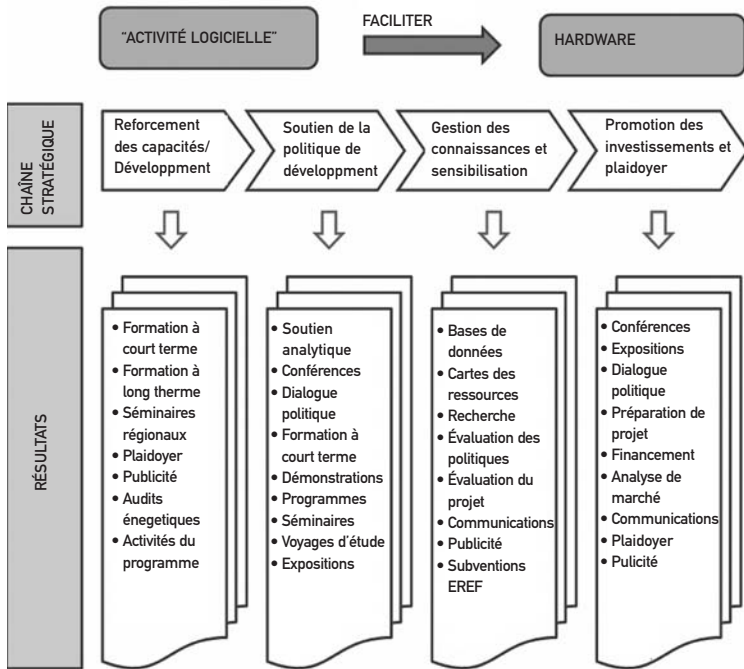 "ACTIVITÉ LOGICIELLE"
FACILITER
HARDWARE
CHAÎNE
STRATÉGIQUE
Reforcement
des capacités/
Développment
Soutien de la
politique de
développment
Gestion des
connaissances et
sensibilisation
Promotion des
investissements et
plaidoyer
RÉSULTATS
• Formation à
court terme
• Formation à
long therme
• Séminaires
régionaux
• Plaidoyer
• Publicité
• Audits
énegetiques
• Activités du
programme
• Soutien
analytique
• Conférences
• Dialogue
politique
• Formation à
court terme
• Démonstrations
• Programmes
• Séminaires
• Voyages d'étude
• Expositions
• Bases de
données
• Cartes des
ressources
• Recherche
• Évaluation des
politiques
• Évaluation du
projet
• Communications
• Publicité
• Subventions
EREF
• Conférences
• Expositions
• Dialogue
politique
• Préparation de
projet
• Financement
• Analyse de
marché
• Communications
• Plaidoyer
• Pulicité